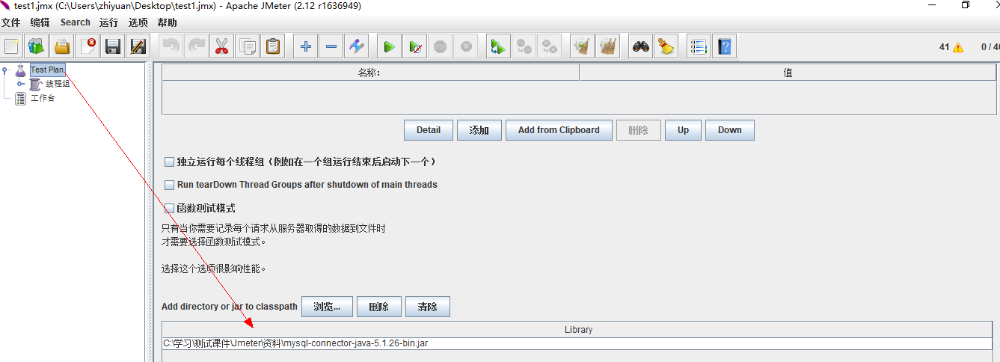 test1.jmx (C:\Users\zhiyuan\Desktop\test1.jmx) - Apache JMeter (2.12 r1636949)
文件 编辑 Search 运行 选项 帮助
41 0 / 40
Test Plan
线程组
工作台
名称: 值
Detail 添加 Add from Clipboard 删除 Up Down
独立运行每个线程组（例如在一个组运行结束后启动下一个）
Run tearDown Thread Groups after shutdown of main threads
函数测试模式
只有当你需要记录每个请求从服务器取得的数据到文件时
才需要选择函数测试模式。
选择这个选项很影响性能。
Add directory or jar to classpath 浏览... 删除 清除
Library
C:\学习\测试课件\Jmeter\资料\mysql-connector-java-5.1.26-bin.jar